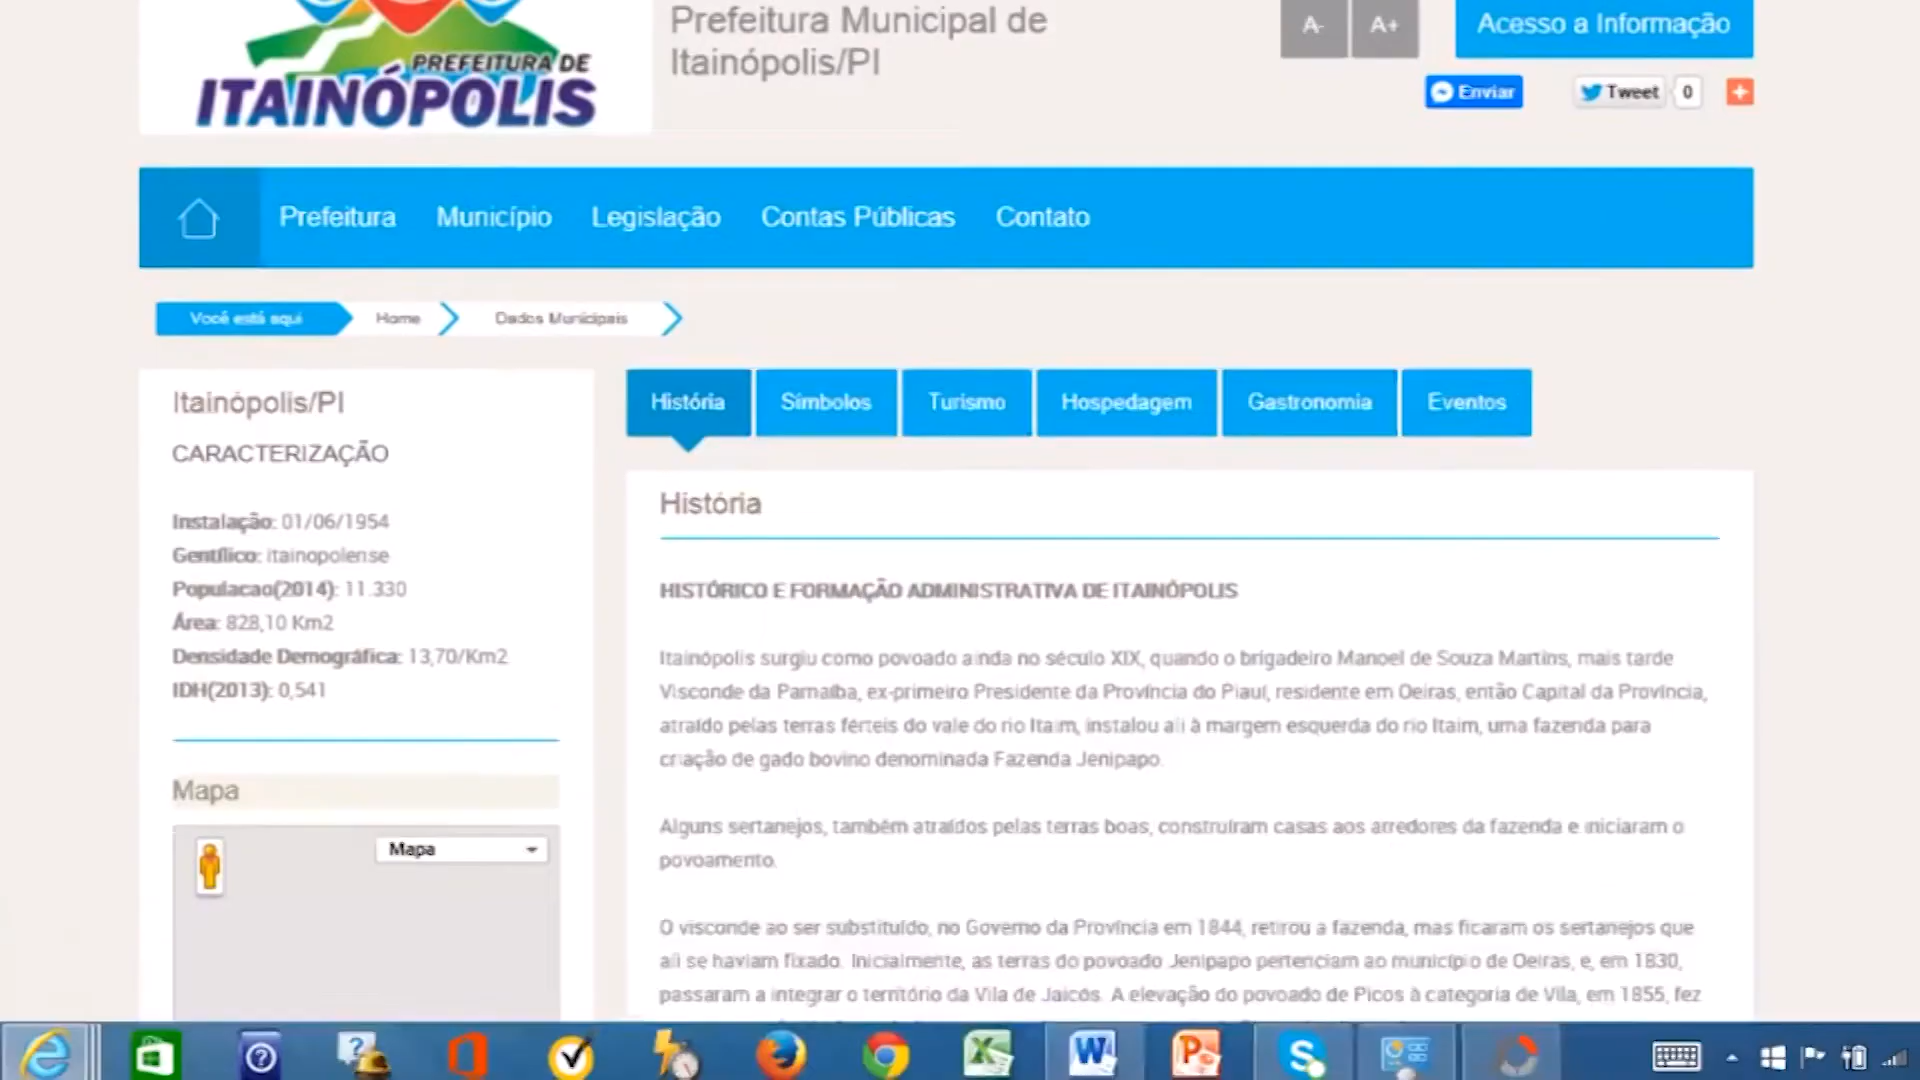 PREFEITURA DE
ITAINÓPOLIS
Prefeitura Municipal de
Itainópolis/PI
A-
A+
Acesso a Informação
Enviar
Tweet
0
Prefeitura
Município
Legislação
Contas Públicas
Contato
Você está aqui
Home
Dados Municipais
Itainópolis/PI
CARACTERIZAÇÃO
Instalação: 01/06/1954
Gentílico: itainopolense
Populacao(2014): 11.330
Área: 828,10 Km2
Densidade Demográfica: 13,70/Km2
IDH(2013): 0,541
Mapa
Mapa
História
Símbolos
Turismo
Hospedagem
Gastronomia
Eventos
História
HISTÓRICO E FORMAÇÃO ADMINISTRATIVA DE ITAINÓPOLIS
Itainópolis surgiu como povoado ainda no século XIX, quando o brigadeiro Manoel de Souza Martins, mais tarde
Visconde da Parnaíba, ex-primeiro Presidente da Província do Piauí, residente em Oeiras, então Capital da Província,
atraído pelas terras férteis do vale do rio Itaim, instalou ali à margem esquerda do rio Itaim, uma fazenda para
criação de gado bovino denominada Fazenda Jenipapo.
Alguns sertanejos, também atraídos pelas terras boas, construíram casas aos arredores da fazenda e iniciaram o
povoamento.
O visconde ao ser substituído, no Governo da Província em 1844, retirou a fazenda, mas ficaram os sertanejos que
ali se haviam fixado. Inicialmente, as terras do povoado Jenipapo pertenciam ao município de Oeiras, e, em 1830,
passaram a integrar o território da Vila de Jaicós. A elevação do povoado de Picos à categoria de Vila, em 1855, fez